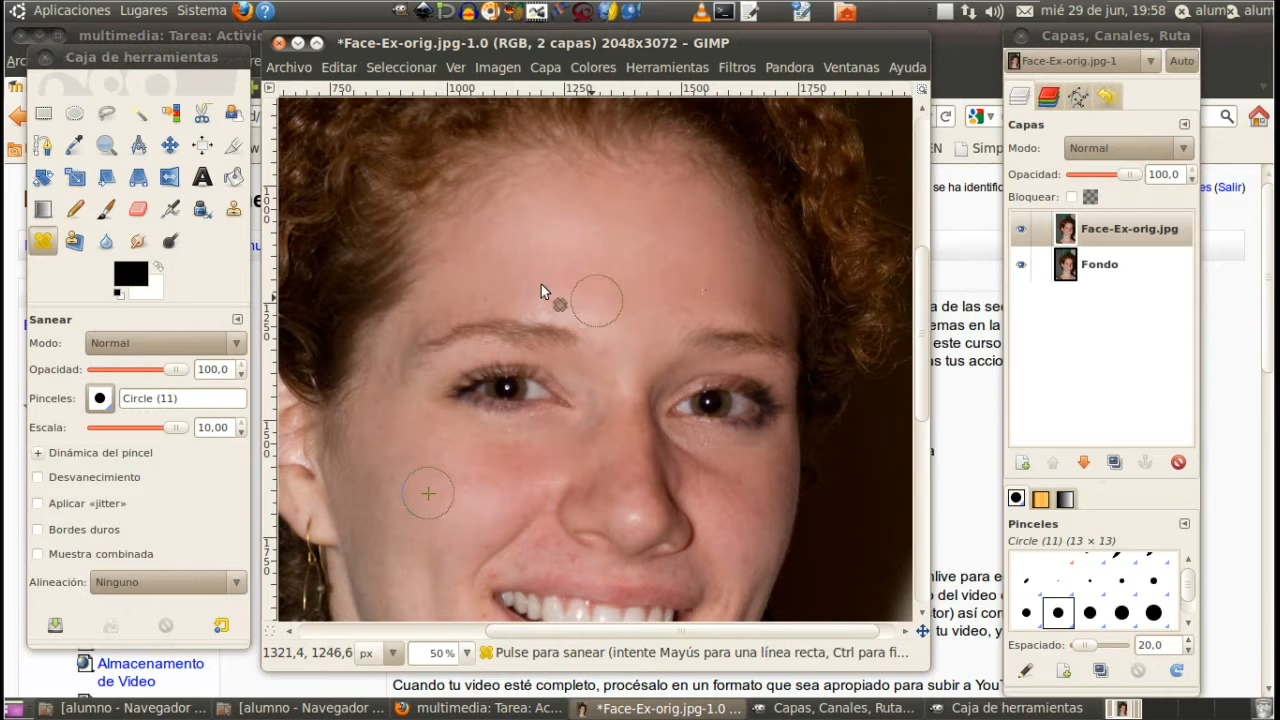 Aplicaciones Lugares Sistema
mié 29 de jun, 19:58 alum
multimedia: Tarea: Activi
Caja de herramientas
Sanear
Modo: Normal
Opacidad: 100,0
Pinceles: Circle (11)
Escala: 10,00
Dinámica del pincel
Desvanecimiento
Aplicar «jitter»
Bordes duros
Muestra combinada
Alineación: Ninguno
Almacenamiento
de Video
*Face-Ex-orig.jpg-1.0 (RGB, 2 capas) 2048x3072 – GIMP
Archivo Editar Seleccionar Ver Imagen Capa Colores Herramientas Filtros Pandora Ventanas Ayuda
750 1000 1250 1500 1750
1000
1250
1500
1750
1321,4, 1246,6 px 50 % Pulse para sanear (intente Mayús para una línea recta, Ctrl para fi...
Cuando tu video esté completo, procésalo en un formato que sea apropiado para subir a YouT
EN Simp
se ha identific
s (Salir)
a de las se
emas en la
este curso
as tus accio
a
nlive para e
o del video
tor) así com
tu video, y
Capas, Canales, Ruta
Face-Ex-orig.jpg-1 Auto
Capas
Modo: Normal
Opacidad: 100,0
Bloquear:
Face-Ex-orig.jpg
Fondo
Pinceles
Circle (11) (13 × 13)
Espaciado: 20,0
[alumno - Navegador ... [alumno - Navegador ... multimedia: Tarea: Ac... *Face-Ex-orig.jpg-1.0 ... Capas, Canales, Ruta... Caja de herramientas